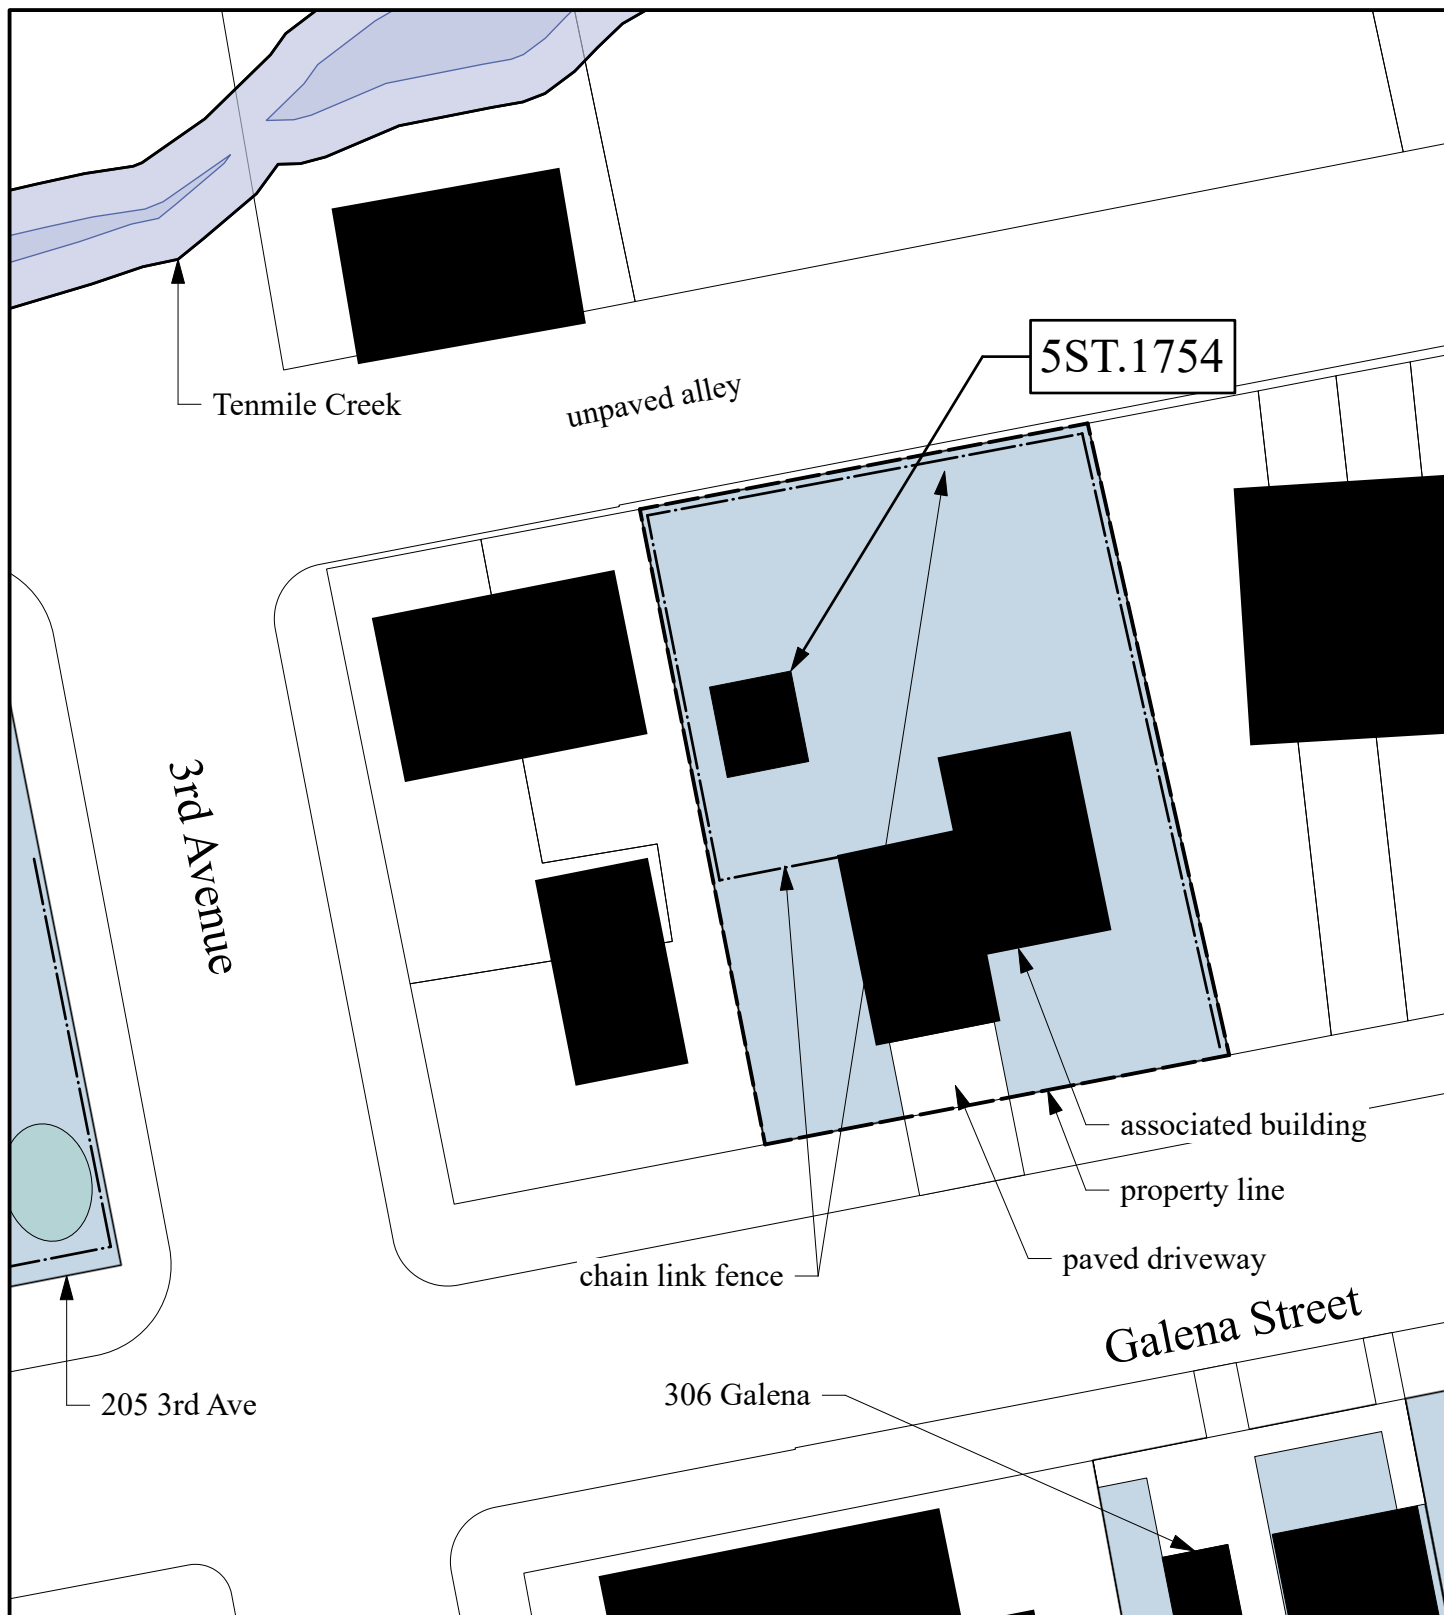 5ST.1754
unpaved alley
Tenmile Creek
3rd Avenue
associated building
property line
paved driveway
chain link fence
Galena Street
306 Galena
205 3rd Ave